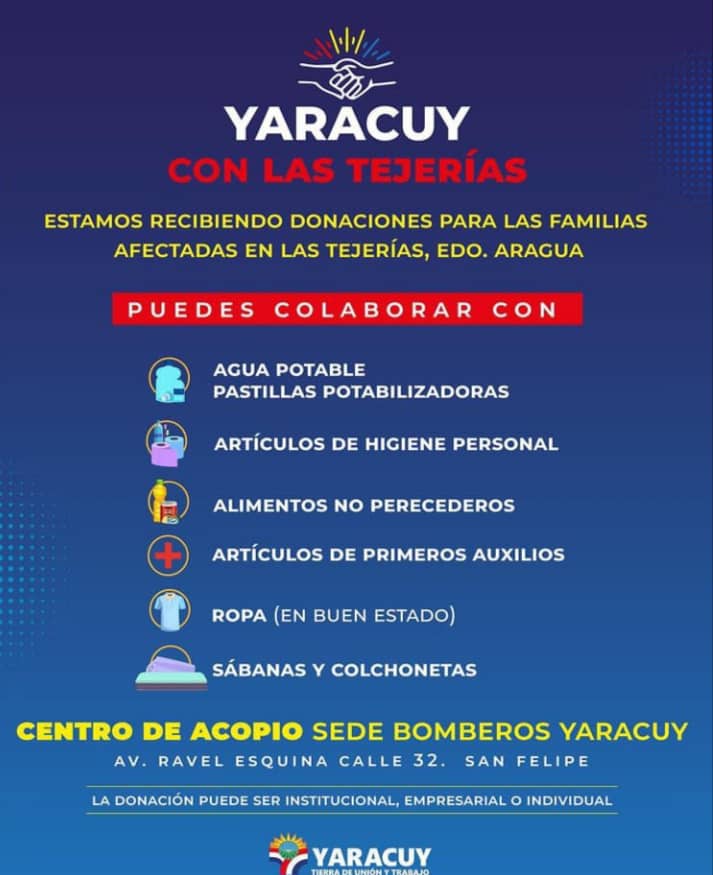 YARACUY
CON LAS TEJERÍAS
ESTAMOS RECIBIENDO DONACIONES PARA LAS FAMILIAS
AFECTADAS EN LAS TEJERÍAS, EDO. ARAGUA
PUEDES COLABORAR CON
AGUA POTABLE
PASTILLAS POTABILIZADORAS
ARTÍCULOS DE HIGIENE PERSONAL
ALIMENTOS NO PERECEDEROS
ARTÍCULOS DE PRIMEROS AUXILIOS
ROPA (EN BUEN ESTADO)
SÁBANAS Y COLCHONETAS
CENTRO DE ACOPIO SEDE BOMBEROS YARACUY
AV. RAVEL ESQUINA CALLE 32. SAN FELIPE
LA DONACIÓN PUEDE SER INSTITUCIONAL, EMPRESARIAL O INDIVIDUAL
YARACUY
TIERRA DE UNIÓN Y TRABAJO